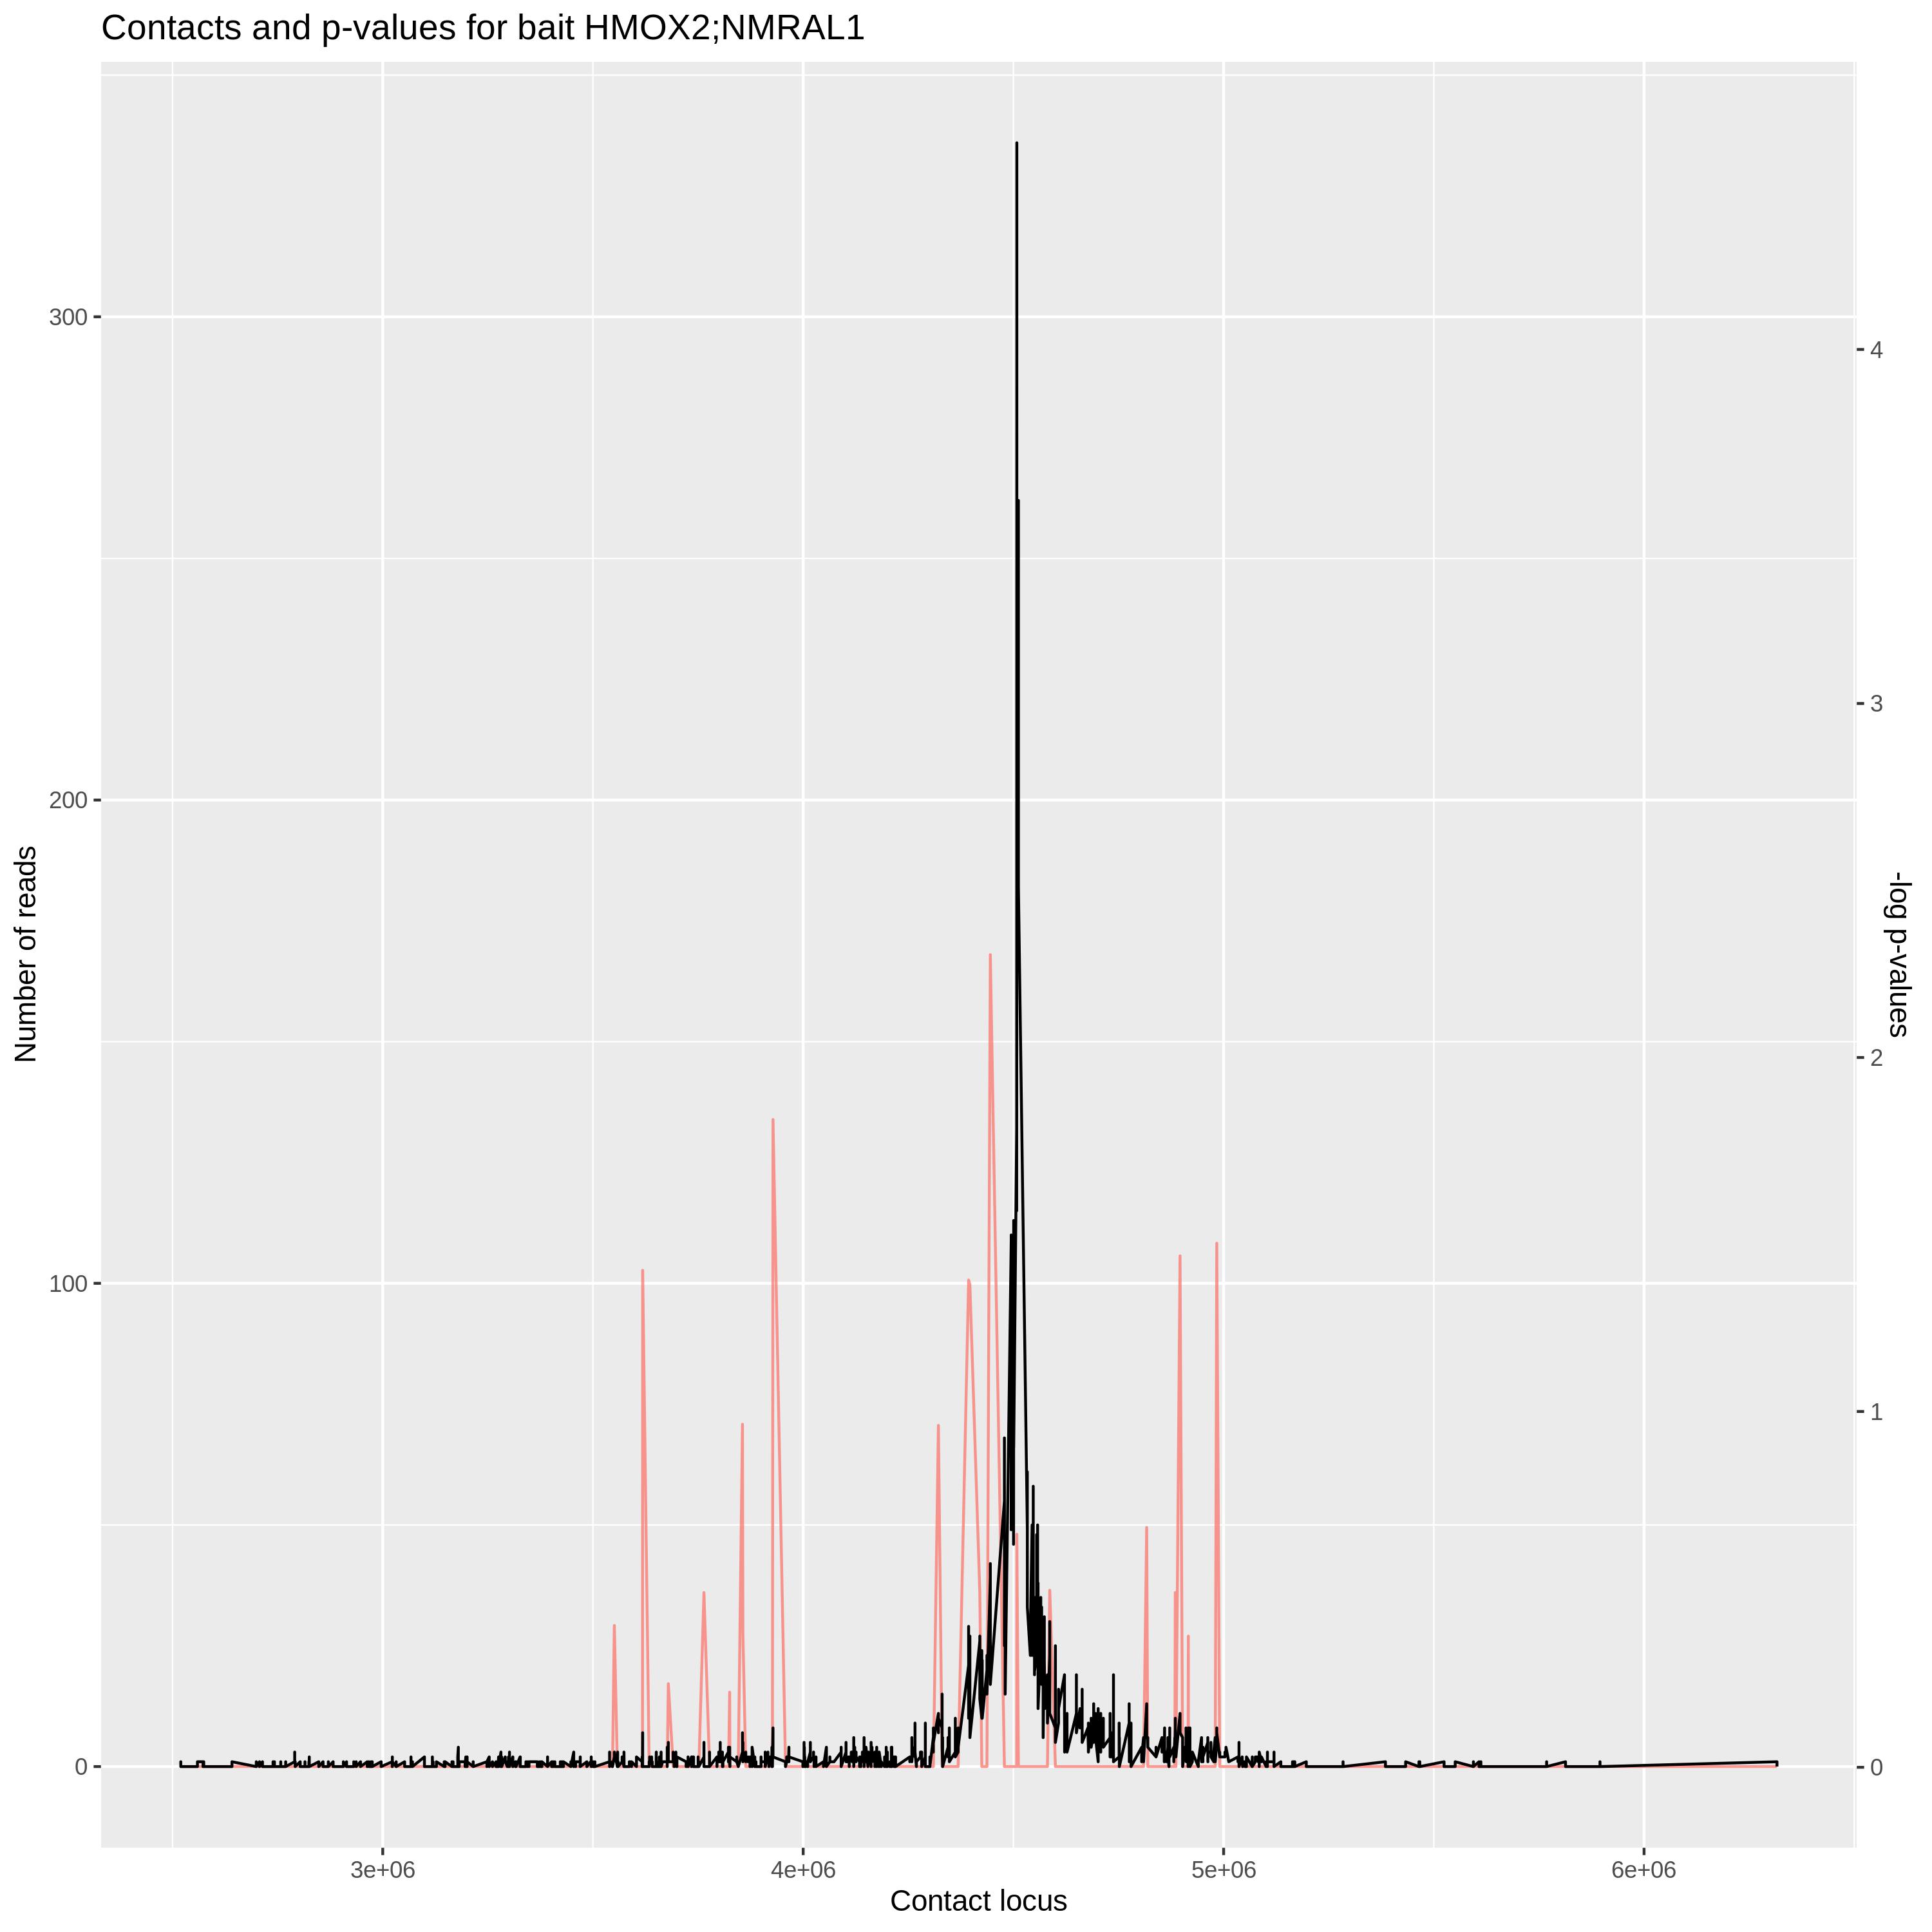 Contacts and p-values for bait HMOX2;NMRAL1
300
200
100
0
Number of reads
4
3
2
1
0
-log p-values
3e+06
4e+06
5e+06
6e+06
Contact locus